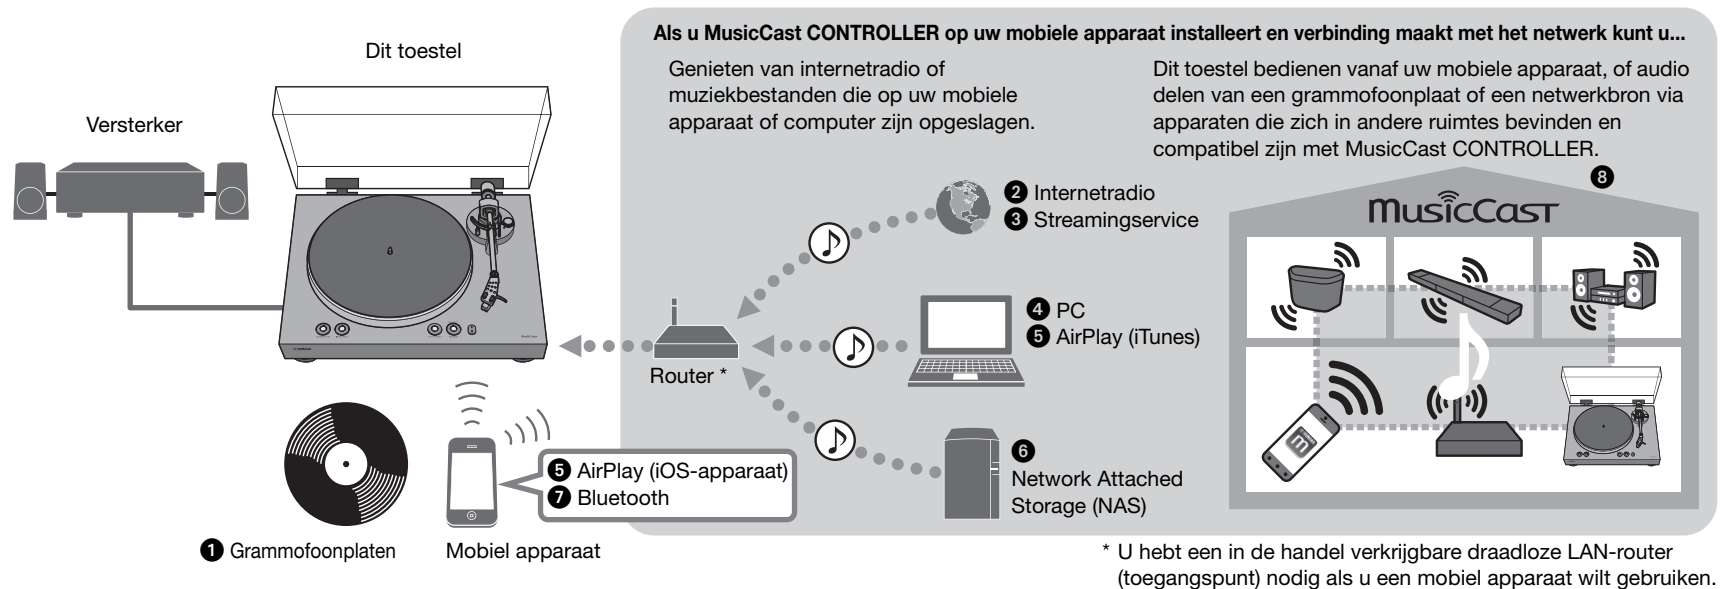 Als u MusicCast CONTROLLER op uw mobiele apparaat installeert en verbinding maakt met het netwerk kunt u...
Dit toestel
Versterker
Genieten van internetradio of
muziekbestanden die op uw mobiele
apparaat of computer zijn opgeslagen.
Dit toestel bedienen vanaf uw mobiele apparaat, of audio
delen van een grammofoonplaat of een netwerkbron via
apparaten die zich in andere ruimtes bevinden en
compatibel zijn met MusicCast CONTROLLER.
8
MusicCast
2 Internetradio
3 Streamingservice
4 PC
5 AirPlay (iTunes)
Router *
6
Network Attached
Storage (NAS)
5 AirPlay (iOS-apparaat)
7 Bluetooth
1 Grammofoonplaten
Mobiel apparaat
* U hebt een in de handel verkrijgbare draadloze LAN-router
(toegangspunt) nodig als u een mobiel apparaat wilt gebruiken.